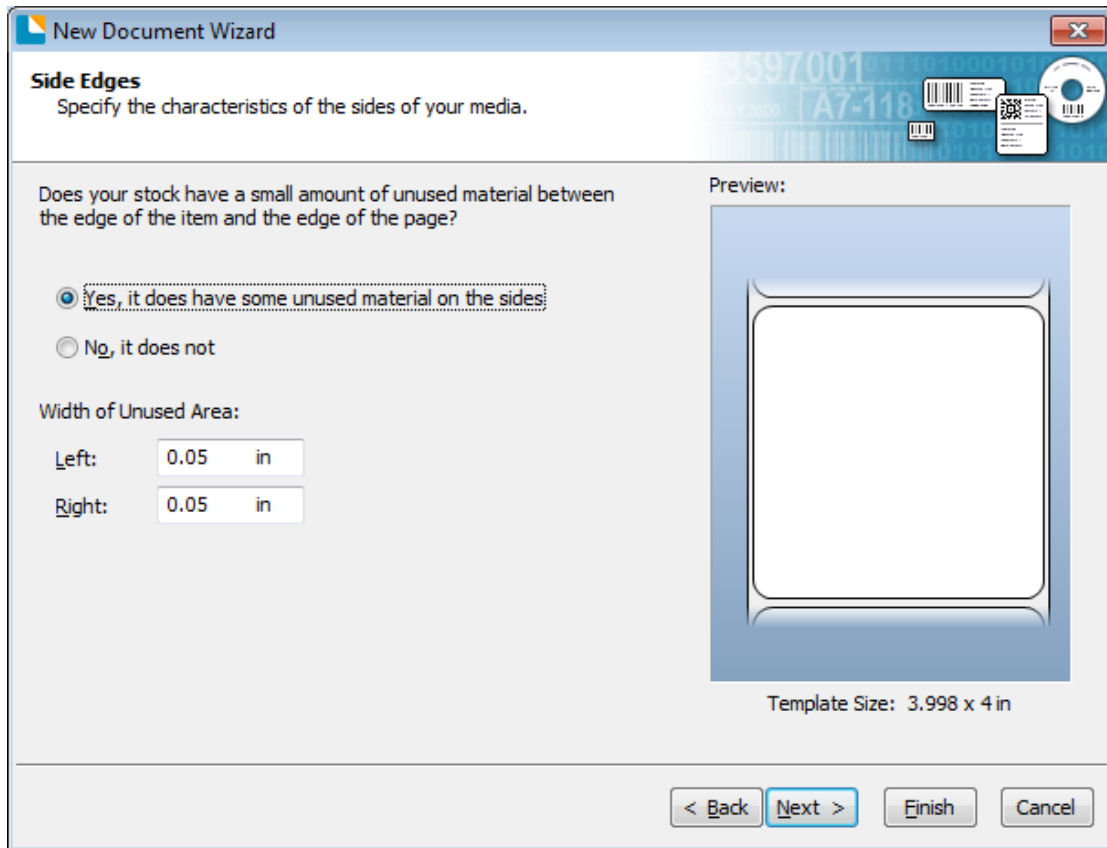 New Document Wizard
Side Edges
Specify the characteristics of the sides of your media.
3597001
A7-118
Does your stock have a small amount of unused material between
the edge of the item and the edge of the page?
Preview:
Yes, it does have some unused material on the sides
No, it does not
Width of Unused Area:
Left: 0.05 in
Right: 0.05 in
Template Size: 3.998 x 4 in
< Back Next > Finish Cancel